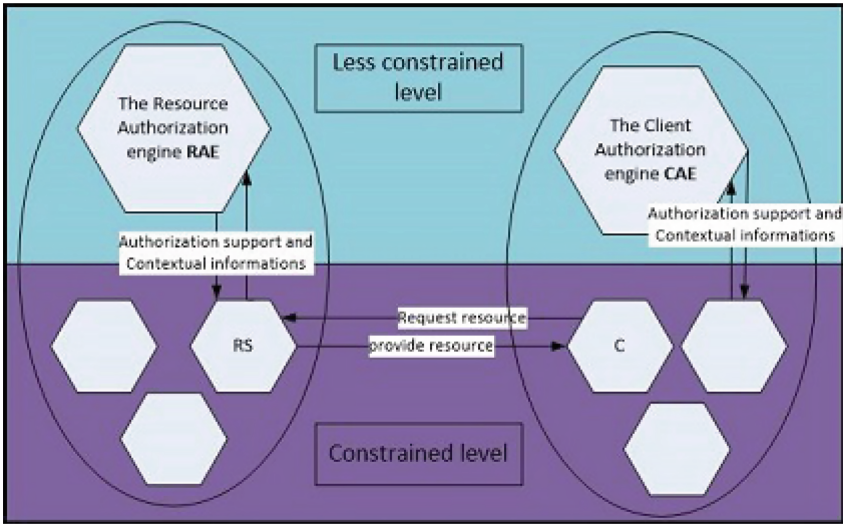 Less constrained
level
The Resource
Authorization
engine RAE
The Client
Authorization
engine CAE
Authorization support and
Contextual informations
Authorization support and
Contextual informations
Request resource
RS
provide resource
C
Constrained level